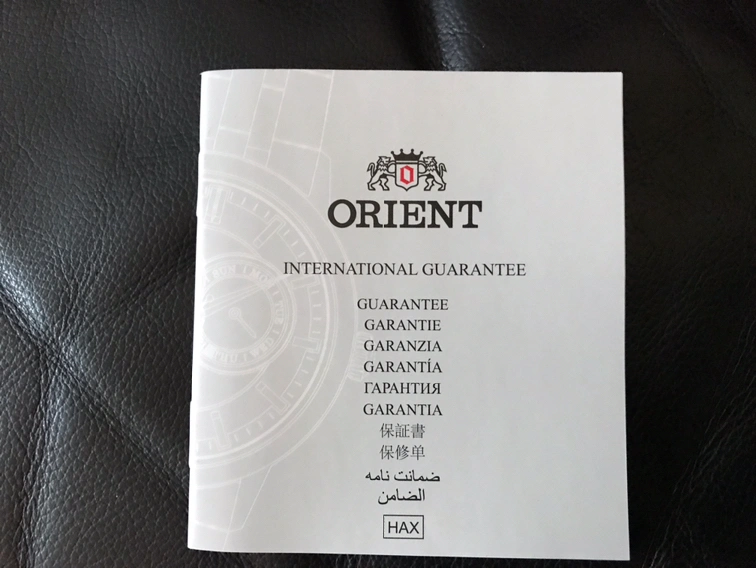 ORIENT
INTERNATIONAL GUARANTEE
GUARANTEE
GARANTIE
GARANZIA
GARANTÍA
ГАРАНТИЯ
GARANTIA
保証書
保修单
ضمانت نامه
الضامن
HAX